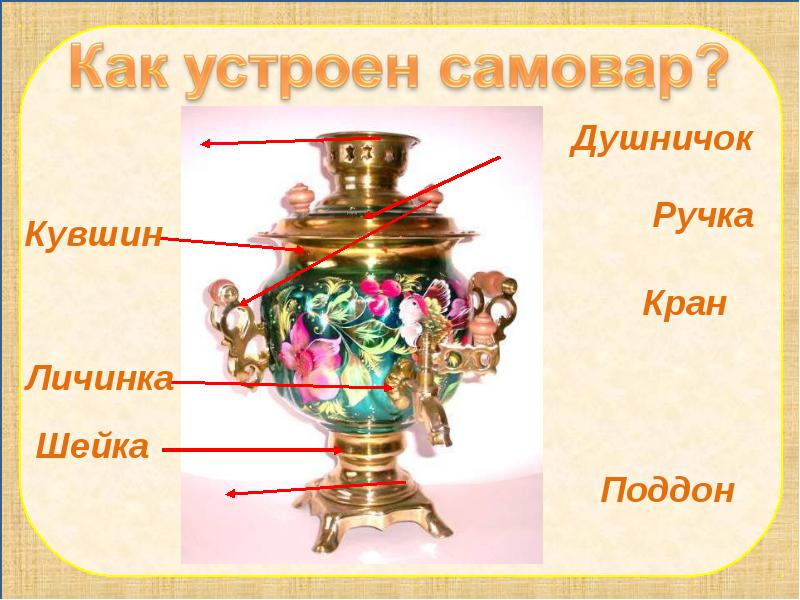 Как устроен самовар?
Душничок
Ручка
Кувшин
Кран
Личинка
Шейка
Поддон